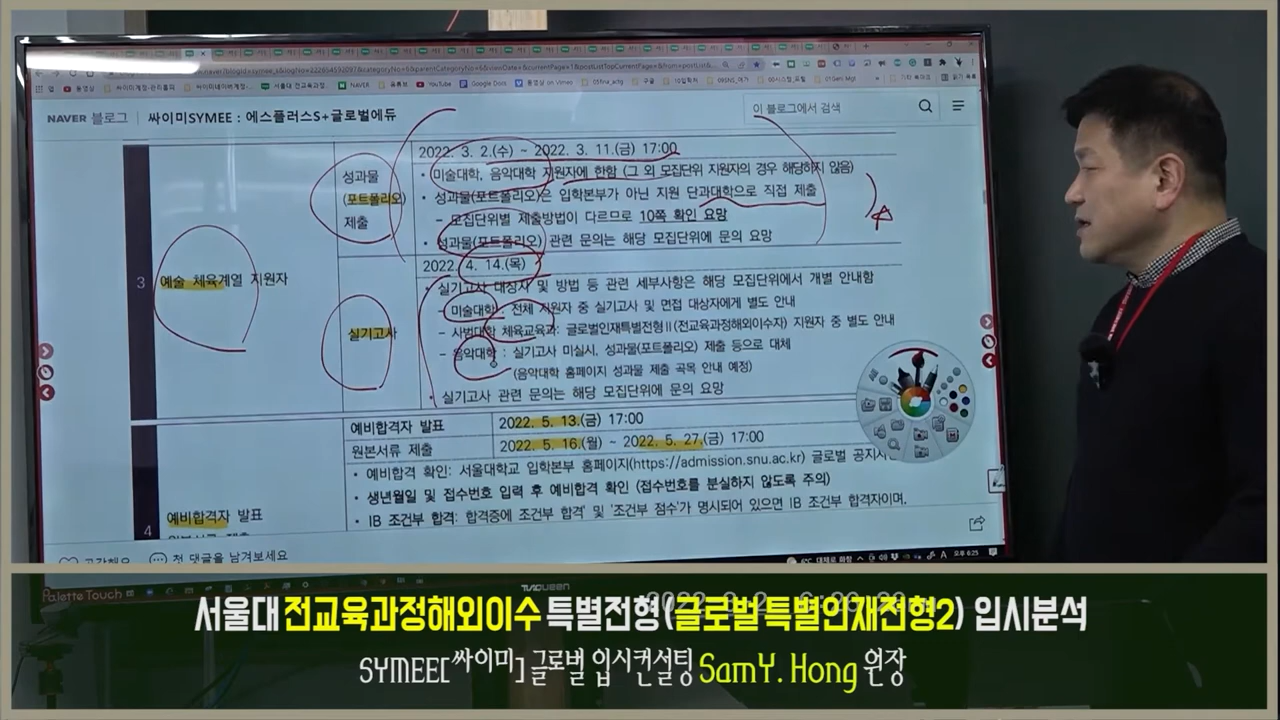 NAVER 블로그 | 싸이미SYMEE : 에스플러스S+글로벌에듀
이 블로그에서 검색
3
예술 체육계열 지원자
성과물
(포트폴리오)
제출
2022. 3. 2.(수) ~ 2022. 3. 11.(금) 17:00
• 미술대학, 음악대학 지원자에 한함 (그 외 모집단위 지원자의 경우 해당하지 않음)
• 성과물(포트폴리오)은 입학본부가 아닌 지원 단과대학으로 직접 제출
- 모집단위별 제출방법이 다르므로 10쪽 확인 요망
• 성과물(포트폴리오) 관련 문의는 해당 모집단위에 문의 요망
실기고사
2022. 4. 14.(목)
• 실기고사 대상자 및 방법 등 관련 세부사항은 해당 모집단위에서 개별 안내함
- 미술대학 : 전체 지원자 중 실기고사 및 면접 대상자에게 별도 안내
- 사범대학 체육교육과: 글로벌인재특별전형Ⅱ(전교육과정해외이수자) 지원자 중 별도 안내
- 음악대학 : 실기고사 미실시, 성과물(포트폴리오) 제출 등으로 대체
(음악대학 홈페이지 성과물 제출 곡목 안내 예정)
• 실기고사 관련 문의는 해당 모집단위에 문의 요망
4
예비합격자 발표
예비합격자 발표
2022. 5. 13.(금) 17:00
원본서류 제출
2022. 5. 16.(월) ~ 2022. 5. 27.(금) 17:00
• 예비합격 확인: 서울대학교 입학본부 홈페이지(https://admission.snu.ac.kr) 글로벌 공지사
• 생년월일 및 접수번호 입력 후 예비합격 확인 (접수번호를 분실하지 않도록 주의)
• IB 조건부 합격: 합격증에 조건부 합격' 및 '조건부 점수'가 명시되어 있으면 IB 조건부 합격자이며.
첫 댓글을 남겨보세요
오후 6:25
Palette Touch
서울대 전교육과정해외이수 특별전형 (글로벌 특별인재전형2) 입시분석
SYMEE[싸이미] 글로벌 입시컨설팅 Sam Y. Hong 원장